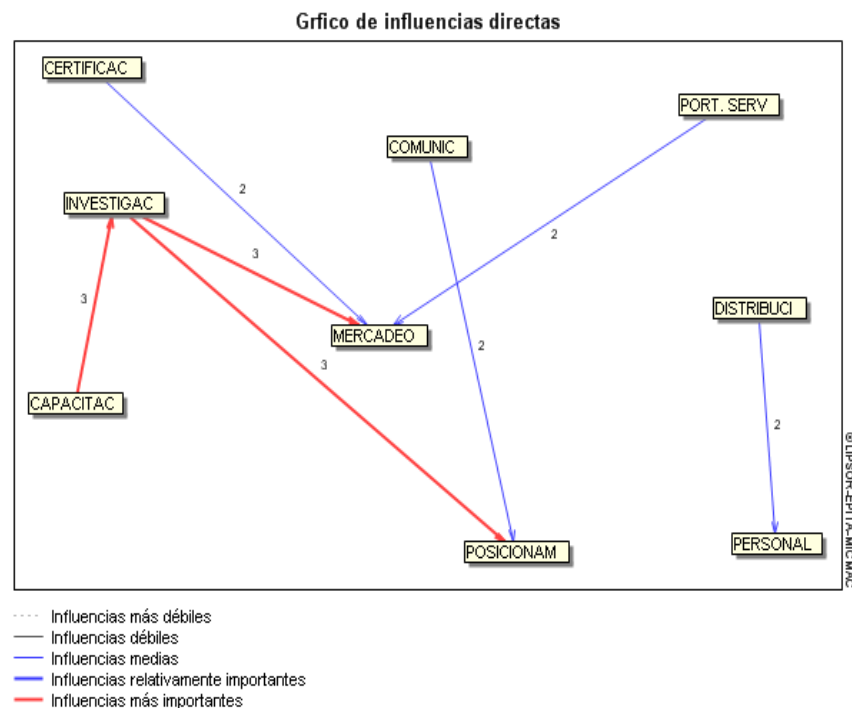 Grfico de influencias directas
CERTIFICAC
PORT. SERV
COMUNIC
2
INVESTIGAC
2
3
3
DISTRIBUCI
MERCADEO
2
3
CAPACITAC
2
POSICIONAM
PERSONAL
© LIPSOR-EPITA-MICMAC
Influencias más débiles
Influencias débiles
Influencias medias
Influencias relativamente importantes
Influencias más importantes